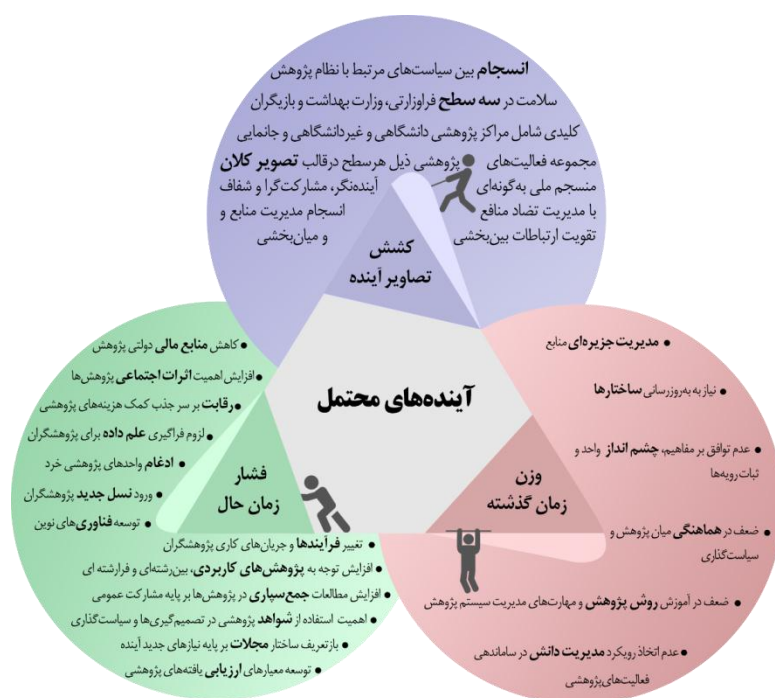 انسجام بین سیاست‌های مرتبط با نظام پژوهش
سلامت در سه سطح فراوزارتی، وزارت بهداشت و بازیگران
کلیدی شامل مراکز پژوهشی دانشگاهی و غیردانشگاهی و جانمایی
مجموعه فعالیت‌های پژوهشی ذیل هرسطح درقالب تصویر کلان
منسجم ملی به‌گونه‌ای آینده‌نگر، مشارکت‌گرا و شفاف
با مدیریت تضاد منافع انسجام مدیریت منابع و
تقویت ارتباطات بین‌بخشی و میان‌بخشی
کشش
تصاویر آینده
آینده‌های محتمل
وزن
زمان گذشته
• مدیریت جزیره‌ای منابع
• نیاز به به‌روزرسانی ساختارها
• عدم توافق بر مفاهیم، چشم انداز واحد و
ثبات رویه‌ها
• ضعف در هماهنگی میان پژوهش و
سیاست‌گذاری
• ضعف در آموزش روش پژوهش و مهارت‌های مدیریت سیستم پژوهش
• عدم اتخاذ رویکرد مدیریت دانش در ساماندهی
فعالیت‌های‌پژوهشی
فشار
زمان حال
• کاهش منابع مالی دولتی پژوهش
• افزایش اهمیت اثرات اجتماعی پژوهش‌ها
• رقابت بر سر جذب کمک هزینه‌های پژوهشی
• لزوم فراگیری علم داده برای پژوهشگران
• ادغام واحدهای پژوهشی خرد
• ورود نسل جدید پژوهشگران
• توسعه فناوری‌های نوین
• تغییر فرآیندها و جریان‌های کاری پژوهشگران
• افزایش توجه به پژوهش‌های کاربردی، بین‌رشته‌ای و فرارشته ای
• افزایش مطالعات جمع‌سپاری در پژوهش‌ها بر پایه مشارکت عمومی
• اهمیت استفاده از شواهد پژوهشی در تصمیم‌گیری‌ها و سیاست‌گذاری
• بازتعریف ساختار مجلات بر پایه نیازهای جدید آینده
• توسعه معیارهای ارزیابی یافته‌های پژوهشی